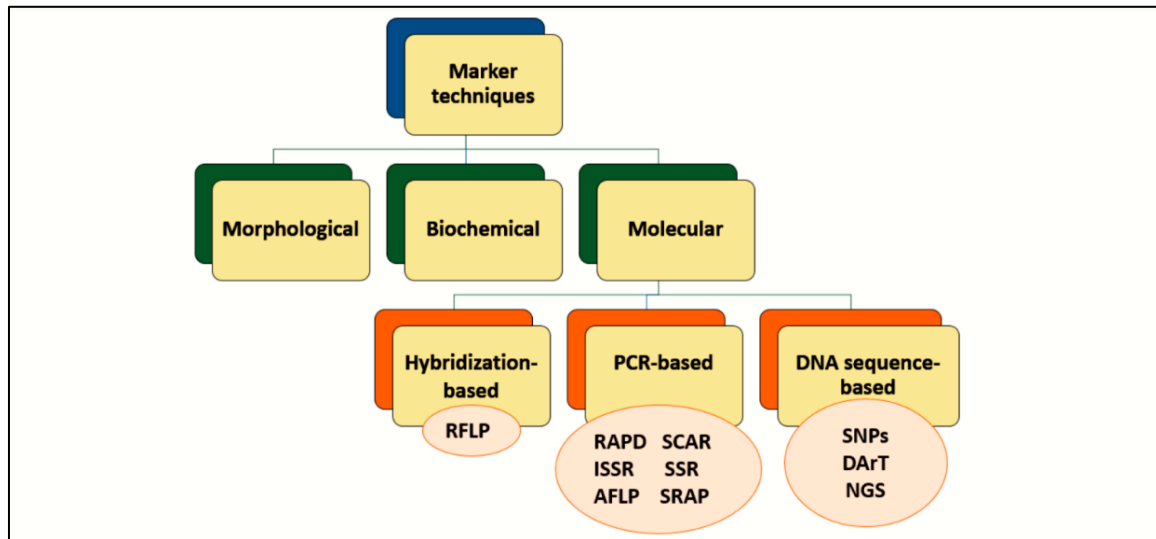 Marker
techniques
Morphological
Biochemical
Molecular
Hybridization-
based
PCR-based
DNA sequence-
based
RFLP
RAPD SCAR
ISSR SSR
AFLP SRAP
SNPs
DArT
NGS